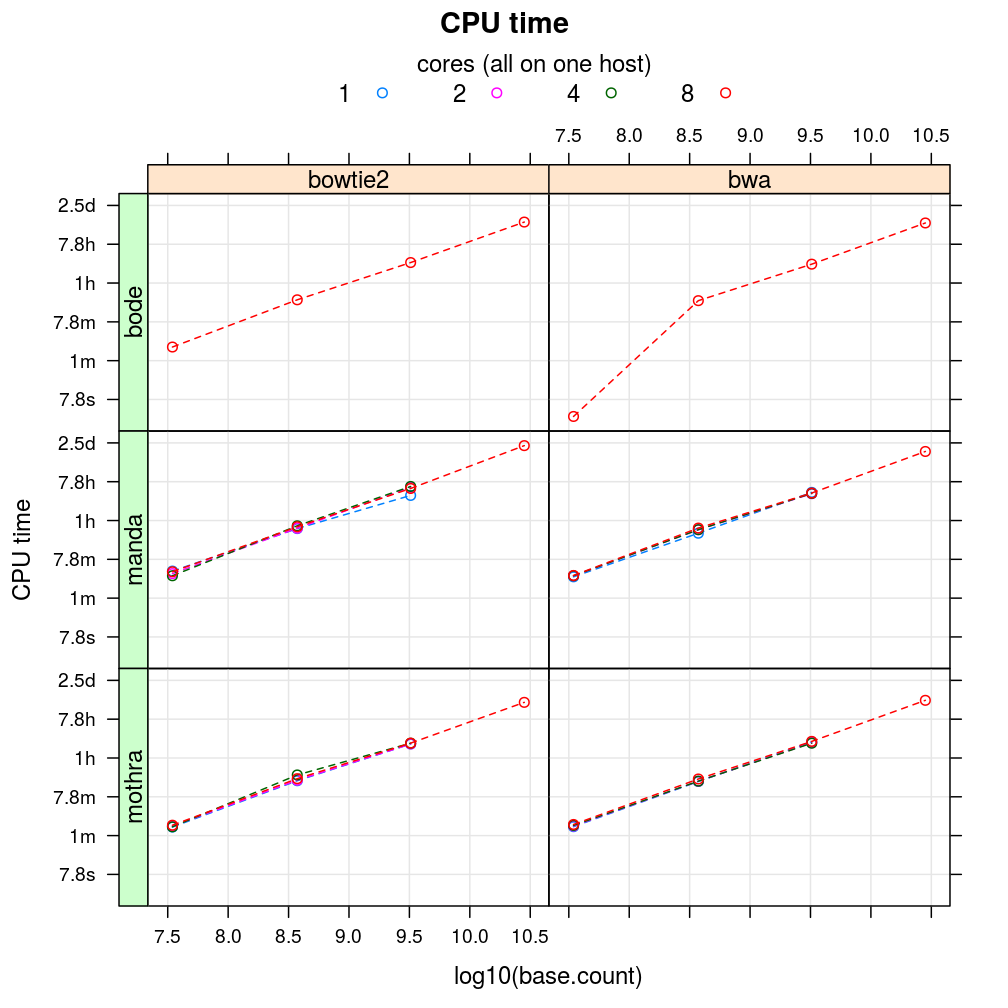 CPU time
cores (all on one host)
1 2 4 8
7.5 8.0 8.5 9.0 9.5 10.0 10.5
bowtie2 bwa
bode
2.5d
7.8h
1h
7.8m
1m
7.8s
manda
2.5d
7.8h
1h
7.8m
1m
7.8s
mothra
2.5d
7.8h
1h
7.8m
1m
7.8s
CPU time
7.5 8.0 8.5 9.0 9.5 10.0 10.5
log10(base.count)